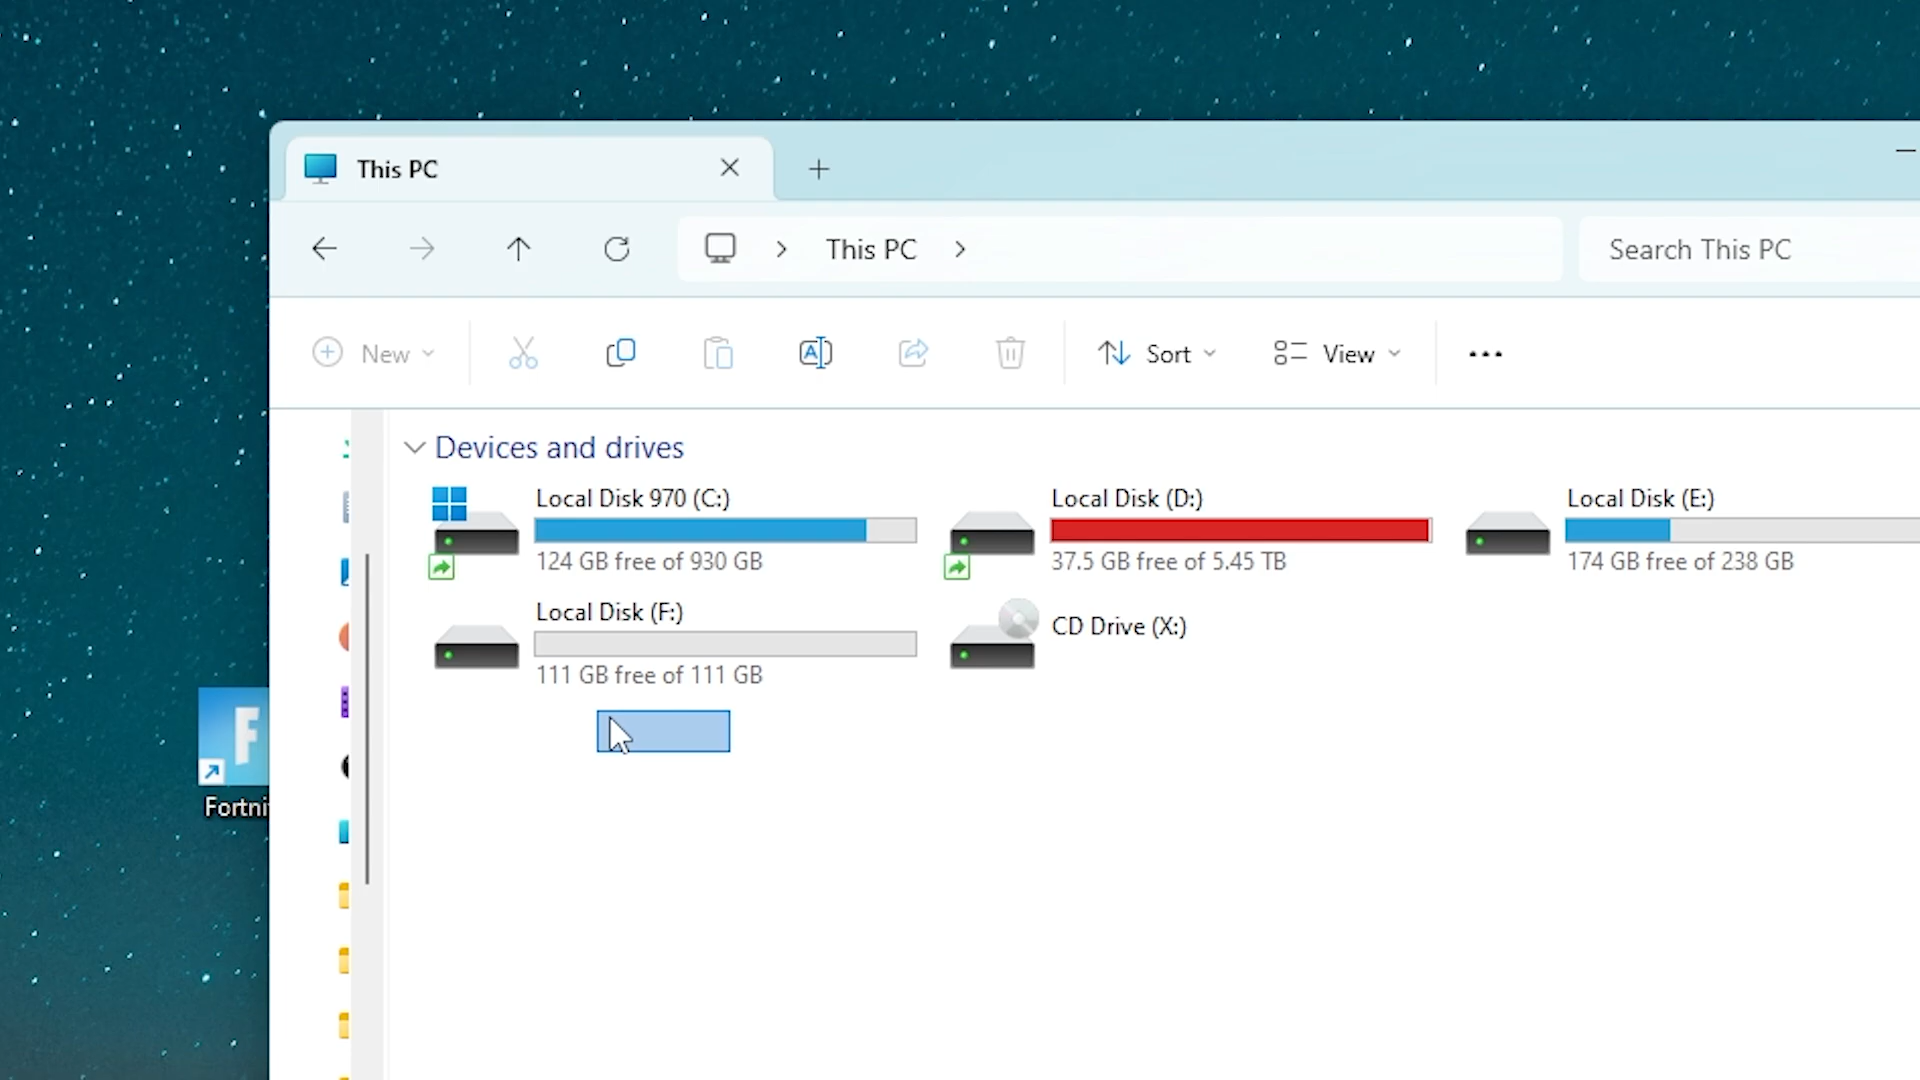 This PC
This PC
Search This PC
New
Sort
View
Devices and drives
Local Disk 970 (C:)
124 GB free of 930 GB
Local Disk (D:)
37.5 GB free of 5.45 TB
Local Disk (E:)
174 GB free of 238 GB
Local Disk (F:)
111 GB free of 111 GB
CD Drive (X:)
F
Fortni